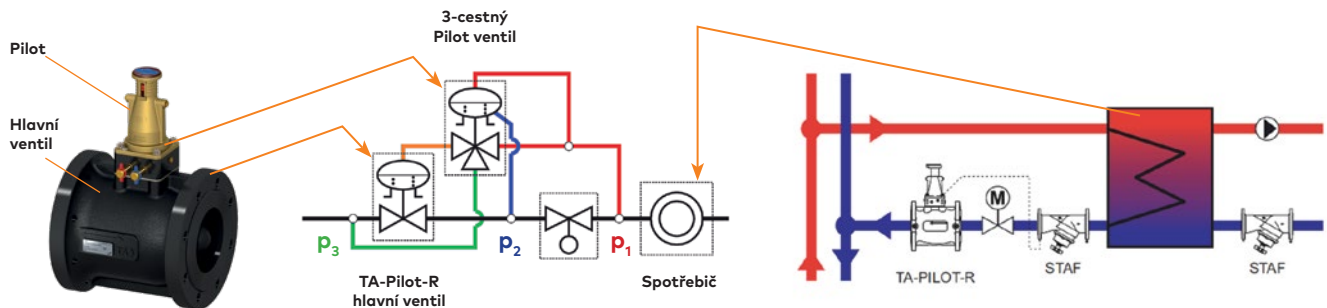 3-cestný
Pilot ventil
Pilot
Hlavní
ventil
p3
p2
p1
TA-Pilot-R
hlavní ventil
Spotřebič
M
TA-PILOT-R
STAF
STAF